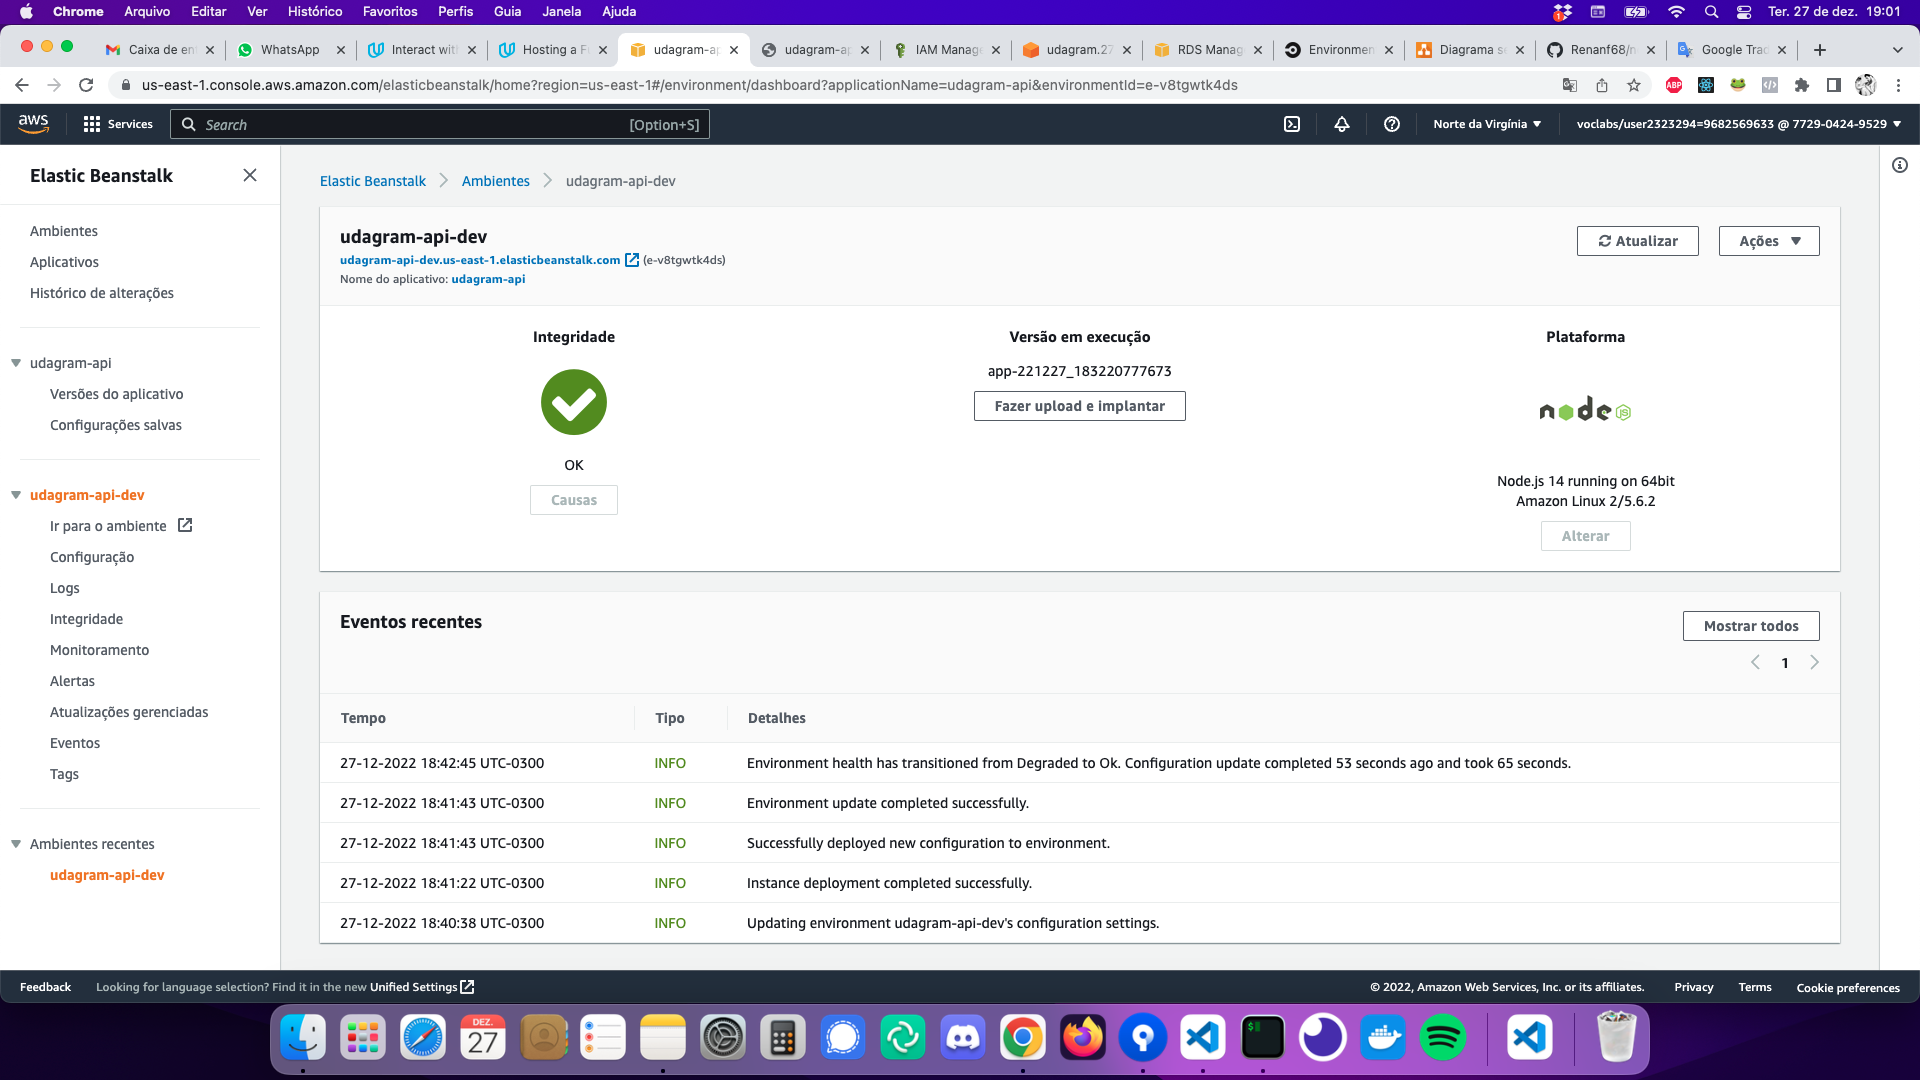 Chrome Arquivo Editar Ver Histórico Favoritos Perfis Guia Janela Ajuda Ter. 27 de dez. 19:01
Caixa de en WhatsApp Interact wit Hosting a F udagram-ap udagram-ap IAM Manage udagram.27 RDS Manag Environmen Diagrama s Renanf68/n Google Trad
us-east-1.console.aws.amazon.com/elasticbeanstalk/home?region=us-east-1#/environment/dashboard?applicationName=udagram-api&environmentId=e-v8tgwtk4ds
aws Services Search [Option+S] Norte da Virgínia voclabs/user2323294=9682569633 @ 7729-0424-9529
Elastic Beanstalk
Ambientes
Aplicativos
Histórico de alterações
udagram-api
Versões do aplicativo
Configurações salvas
udagram-api-dev
Ir para o ambiente
Configuração
Logs
Integridade
Monitoramento
Alertas
Atualizações gerenciadas
Eventos
Tags
Ambientes recentes
udagram-api-dev
Elastic Beanstalk Ambientes udagram-api-dev
udagram-api-dev
udagram-api-dev.us-east-1.elasticbeanstalk.com (e-v8tgwtk4ds)
Nome do aplicativo: udagram-api
Atualizar Ações
Integridade
OK
Causas
Versão em execução
app-221227_183220777673
Fazer upload e implantar
Plataforma
node JS
Node.js 14 running on 64bit
Amazon Linux 2/5.6.2
Alterar
Eventos recentes
Mostrar todos
1
Tempo Tipo Detalhes
27-12-2022 18:42:45 UTC-0300 INFO Environment health has transitioned from Degraded to Ok. Configuration update completed 53 seconds ago and took 65 seconds.
27-12-2022 18:41:43 UTC-0300 INFO Environment update completed successfully.
27-12-2022 18:41:43 UTC-0300 INFO Successfully deployed new configuration to environment.
27-12-2022 18:41:22 UTC-0300 INFO Instance deployment completed successfully.
27-12-2022 18:40:38 UTC-0300 INFO Updating environment udagram-api-dev's configuration settings.
Feedback Looking for language selection? Find it in the new Unified Settings © 2022, Amazon Web Services, Inc. or its affiliates. Privacy Terms Cookie preferences
DEZ.
27